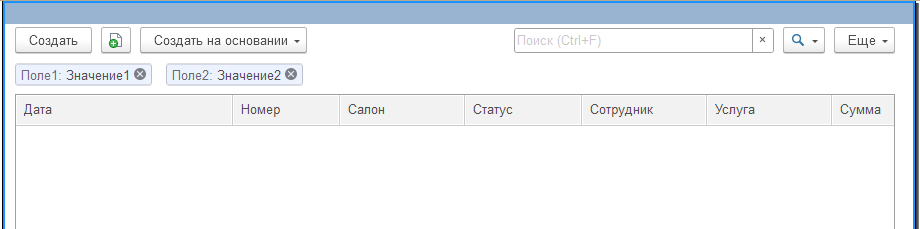 Создать Создать на основании Поиск (Ctrl+F) × Еще
Поле1: Значение1 Поле2: Значение2
Дата Номер Салон Статус Сотрудник Услуга Сумма